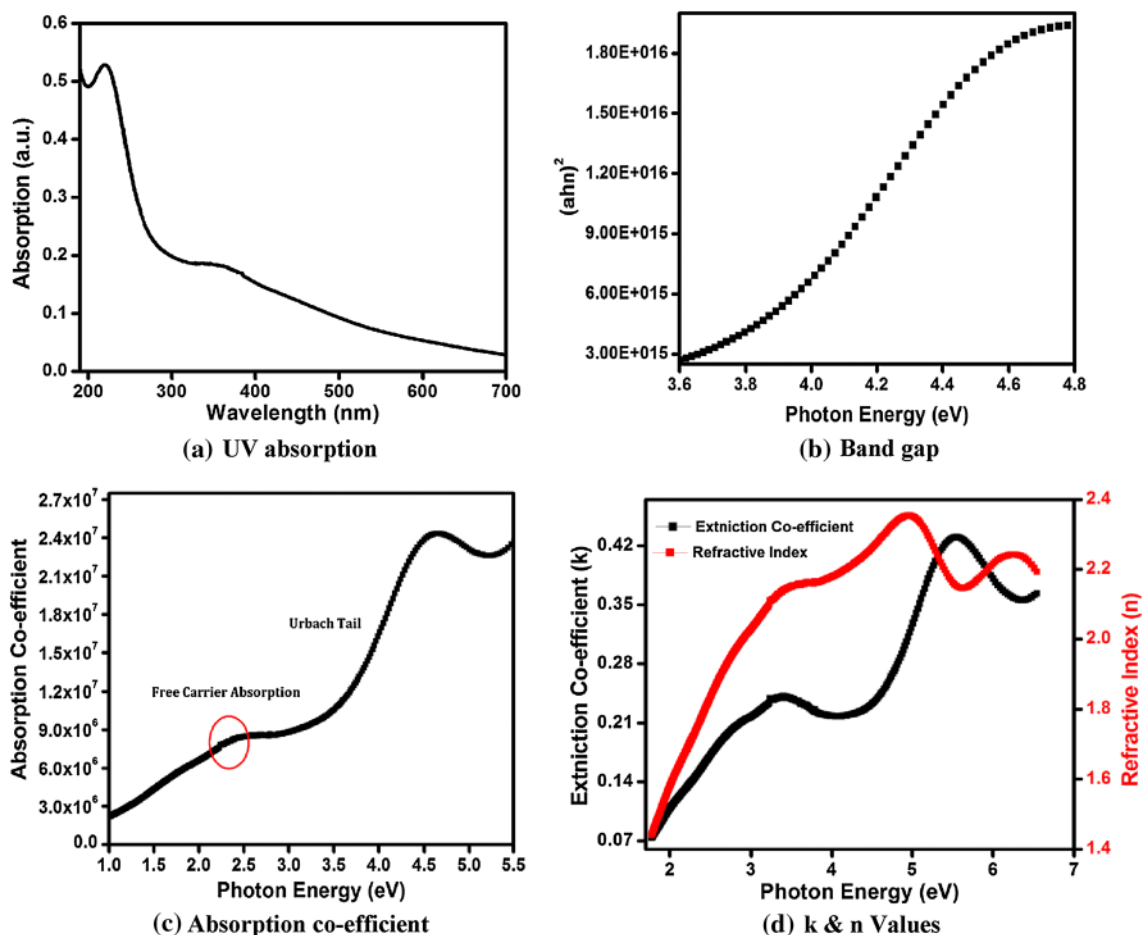 0.6
0.5
0.4
0.3
0.2
0.1
0.0
Absorption (a.u.)
200 300 400 500 600 700
Wavelength (nm)
(a) UV absorption
1.80E+016
1.50E+016
1.20E+016
9.00E+015
6.00E+015
3.00E+015
(ahn)²
3.6 3.8 4.0 4.2 4.4 4.6 4.8
Photon Energy (eV)
(b) Band gap
2.7x10⁷
2.4x10⁷
2.1x10⁷
1.8x10⁷
1.5x10⁷
1.2x10⁷
9.0x10⁶
6.0x10⁶
3.0x10⁶
0.0
Absorption Co-efficient
Urbach Tail
Free Carrier Absorption
1.0 1.5 2.0 2.5 3.0 3.5 4.0 4.5 5.0 5.5
Photon Energy (eV)
(c) Absorption co-efficient
0.42
0.35
0.28
0.21
0.14
0.07
Extniction Co-efficient (k)
Extniction Co-efficient
Refractive Index
2.4
2.2
2.0
1.8
1.6
1.4
Refractive Index (n)
2 3 4 5 6 7
Photon Energy (eV)
(d) k & n Values